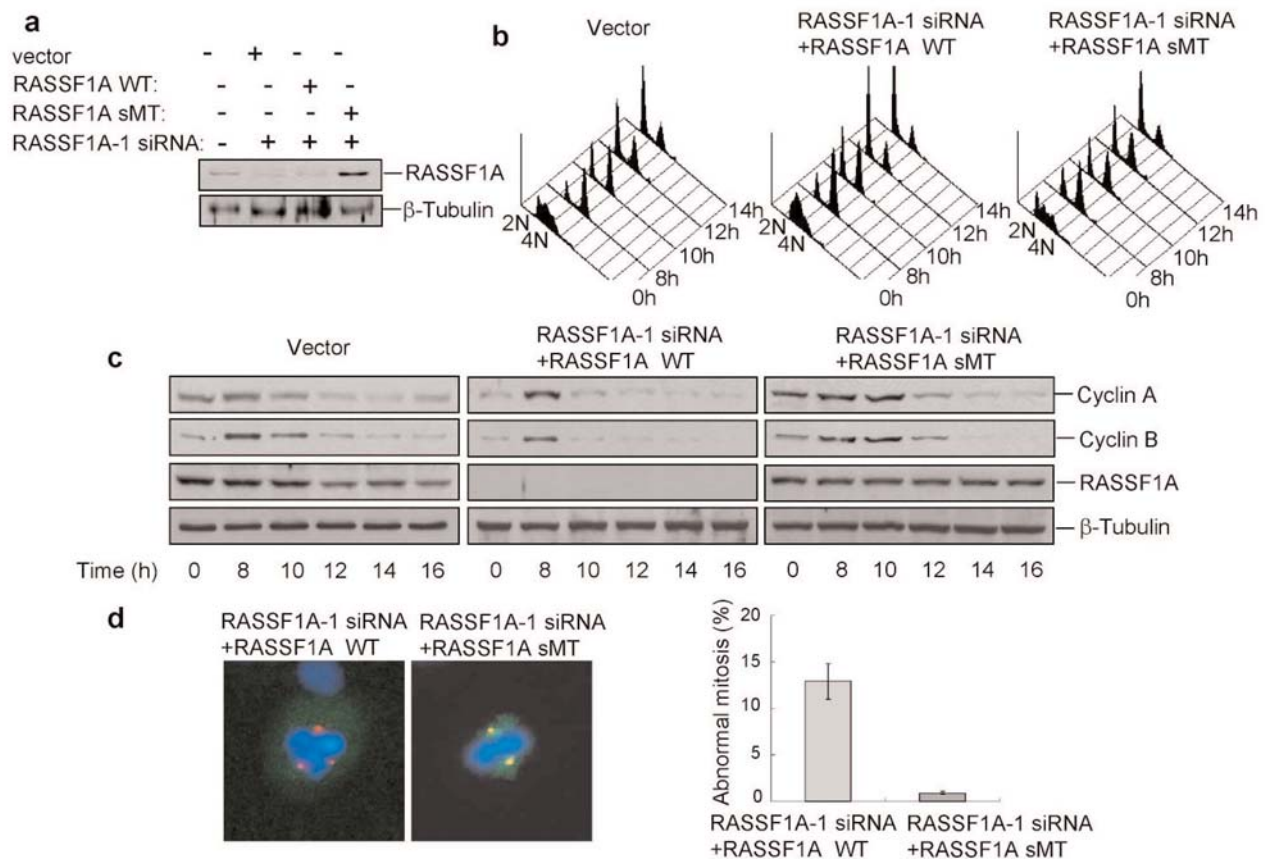 a
vector - + - -
RASSF1A WT: - - + -
RASSF1A sMT: - - - +
RASSF1A-1 siRNA: - + + +
RASSF1A
β-Tubulin
b
Vector
RASSF1A-1 siRNA
+RASSF1A WT
RASSF1A-1 siRNA
+RASSF1A sMT
2N
4N
0h
8h
10h
12h
14h
2N
4N
0h
8h
10h
12h
14h
2N
4N
0h
8h
10h
12h
14h
c
Vector
RASSF1A-1 siRNA
+RASSF1A WT
RASSF1A-1 siRNA
+RASSF1A sMT
Cyclin A
Cyclin B
RASSF1A
β-Tubulin
Time (h) 0 8 10 12 14 16 0 8 10 12 14 16 0 8 10 12 14 16
d
RASSF1A-1 siRNA
+RASSF1A WT
RASSF1A-1 siRNA
+RASSF1A sMT
Abnormal mitosis (%)
20
15
10
5
0
RASSF1A-1 siRNA
+RASSF1A WT
RASSF1A-1 siRNA
+RASSF1A sMT